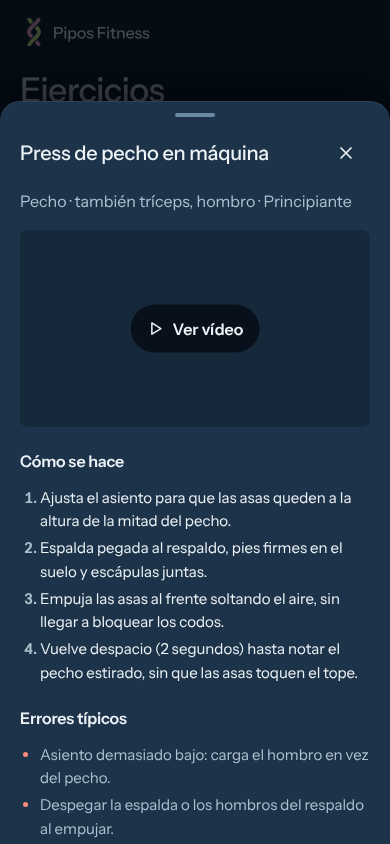 Pipos Fitness
Ejercicios
Press de pecho en máquina
Pecho · también tríceps, hombro · Principiante
Ver vídeo
Cómo se hace
1. Ajusta el asiento para que las asas queden a la
altura de la mitad del pecho.
2. Espalda pegada al respaldo, pies firmes en el
suelo y escápulas juntas.
3. Empuja las asas al frente soltando el aire, sin
llegar a bloquear los codos.
4. Vuelve despacio (2 segundos) hasta notar el
pecho estirado, sin que las asas toquen el tope.
Errores típicos
• Asiento demasiado bajo: carga el hombro en vez
del pecho.
• Despegar la espalda o los hombros del respaldo
al empujar.